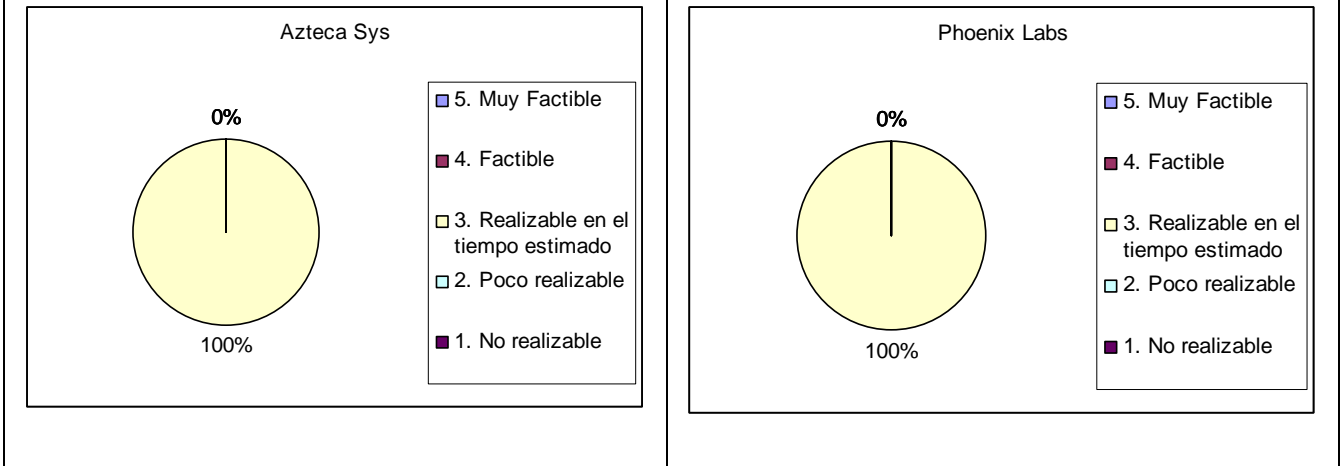 Azteca Sys
0%
100%
5. Muy Factible
4. Factible
3. Realizable en el
tiempo estimado
2. Poco realizable
1. No realizable
Phoenix Labs
0%
100%
5. Muy Factible
4. Factible
3. Realizable en el
tiempo estimado
2. Poco realizable
1. No realizable